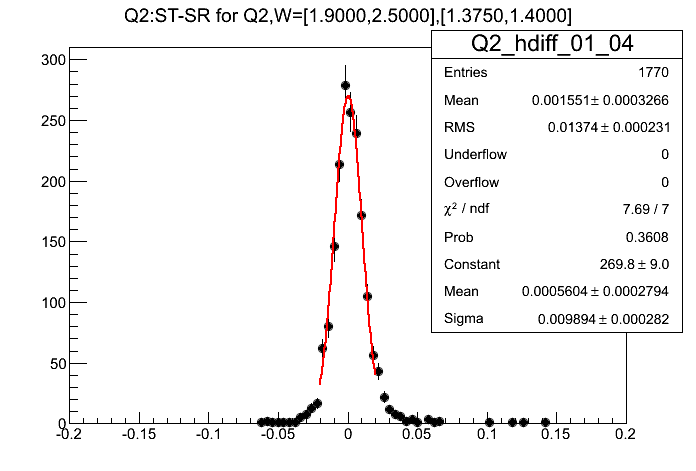 Q2:ST-SR for Q2,W=[1.9000,2.5000],[1.3750,1.4000]
Q2_hdiff_01_04
Entries 1770
Mean 0.001551 ± 0.0003266
RMS 0.01374 ± 0.000231
Underflow 0
Overflow 0
χ² / ndf 7.69 / 7
Prob 0.3608
Constant 269.8 ± 9.0
Mean 0.0005604 ± 0.0002794
Sigma 0.009894 ± 0.000282
300
250
200
150
100
50
0
-0.2 -0.15 -0.1 -0.05 0 0.05 0.1 0.15 0.2